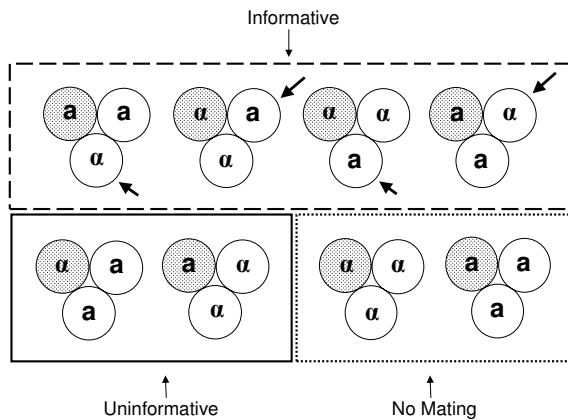 Informative
a a α a α α a α
α α a a
α a a α α α a a
a α α a
Uninformative No Mating